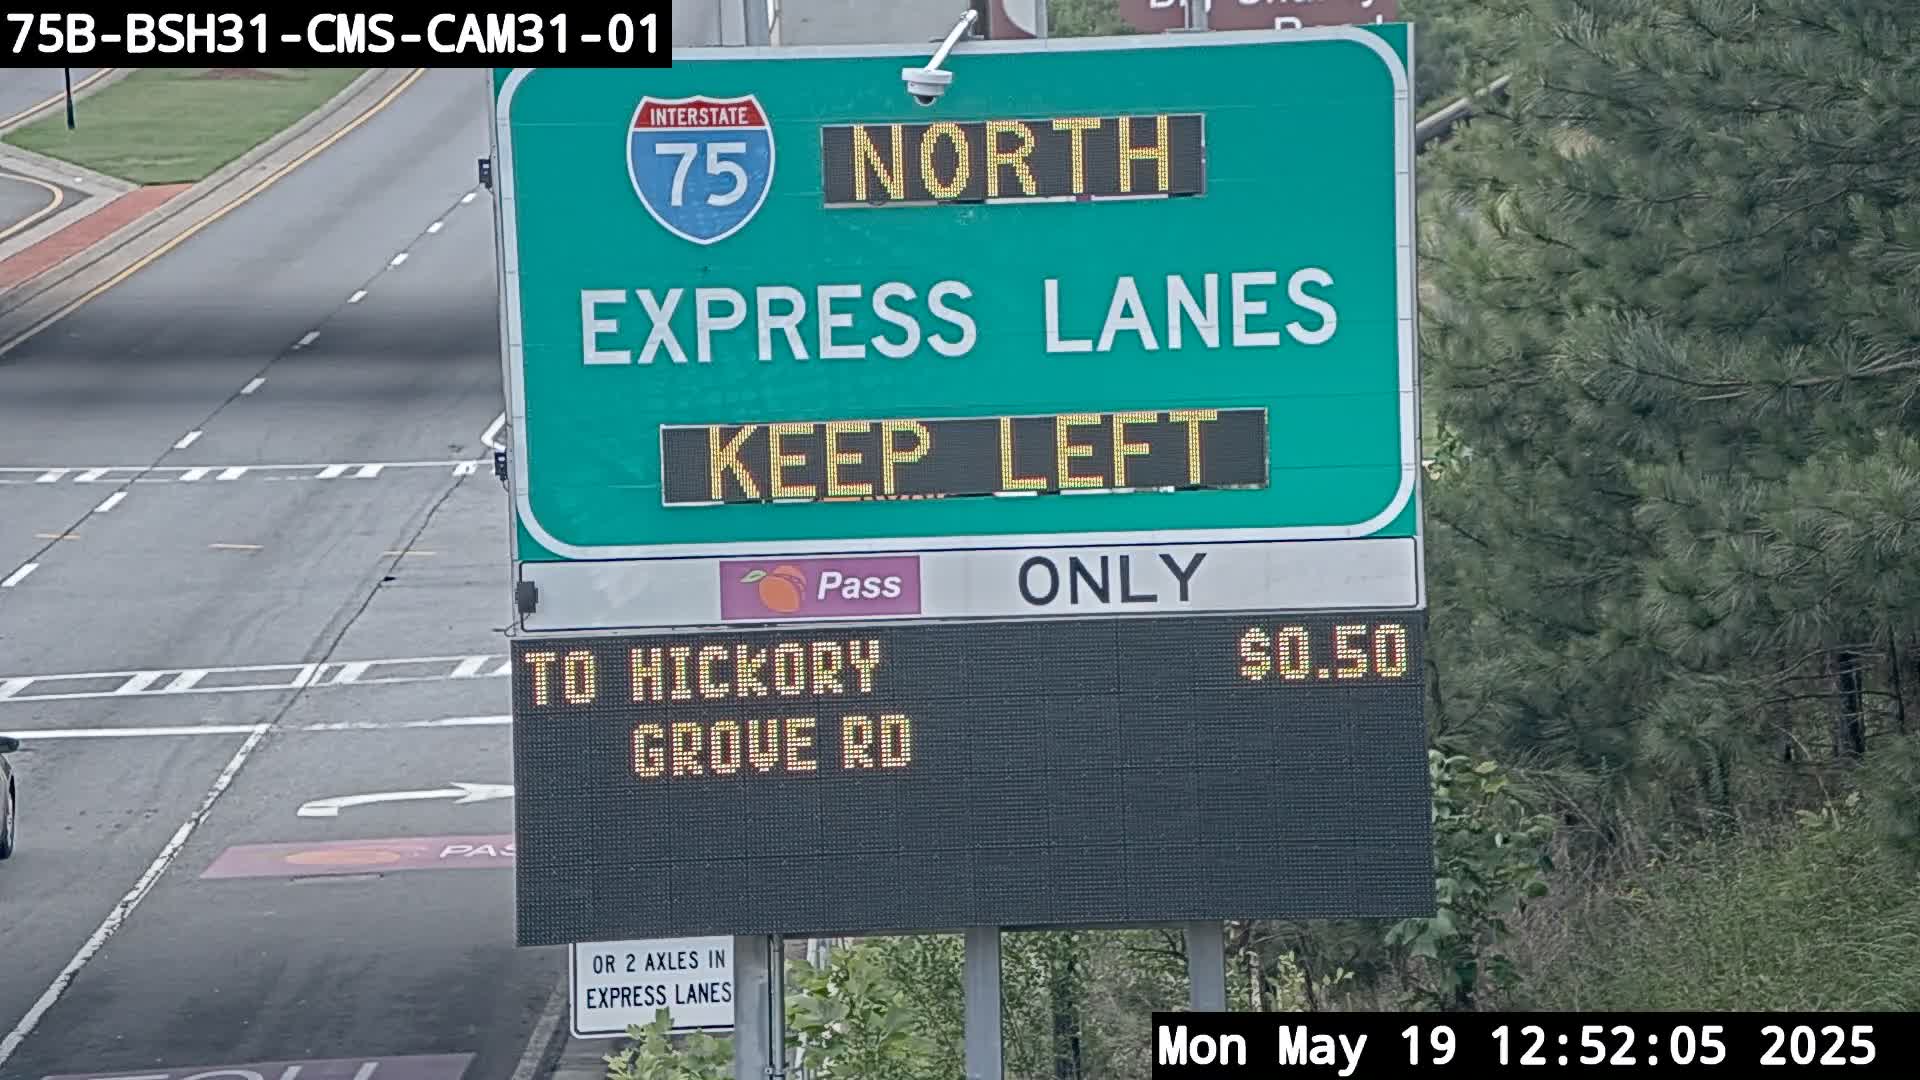 75B-BSH31-CMS-CAM31-01
INTERSTATE
75
NORTH
EXPRESS LANES
KEEP LEFT
Pass
ONLY
TO HICKORY $0.50
GROVE RD
OR 2 AXLES IN
EXPRESS LANES
Mon May 19 12:52:05 2025